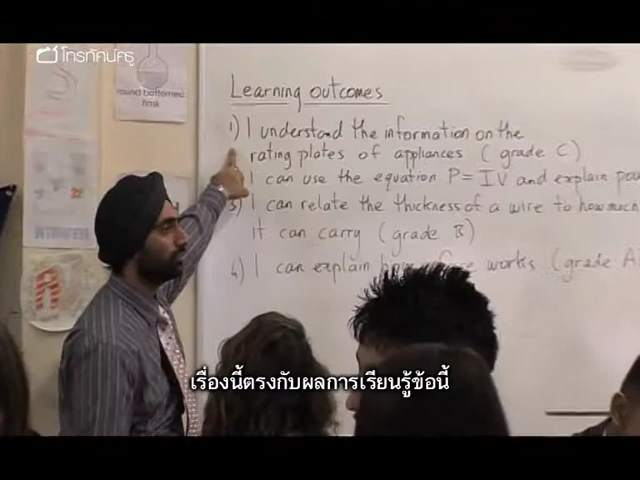 โทรทัศน์ครู
round bottomed
flask
Learning outcomes
1) I understand the information on the
rating plates of appliances (grade C)
I can use the equation P = IV and explain
3) I can relate the thickness of a wire to how much
it can carry (grade B)
4) I can explain how fuse works (grade A
เรื่องนี้ตรงกับผลการเรียนรู้ข้อนี้